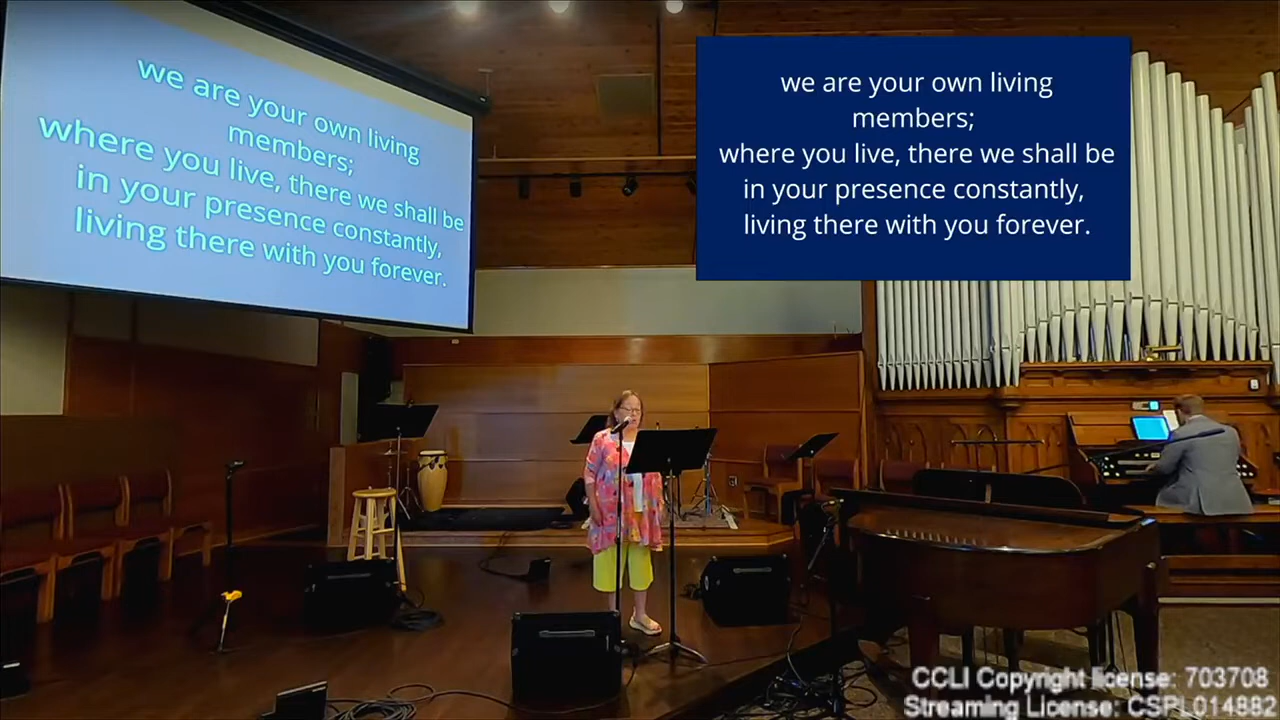 we are your own living
members;
where you live, there we shall be
in your presence constantly,
living there with you forever.
we are your own living
members;
where you live, there we shall be
in your presence constantly,
living there with you forever.
CCLI Copyright license: 703708
Streaming License: CSPL014882